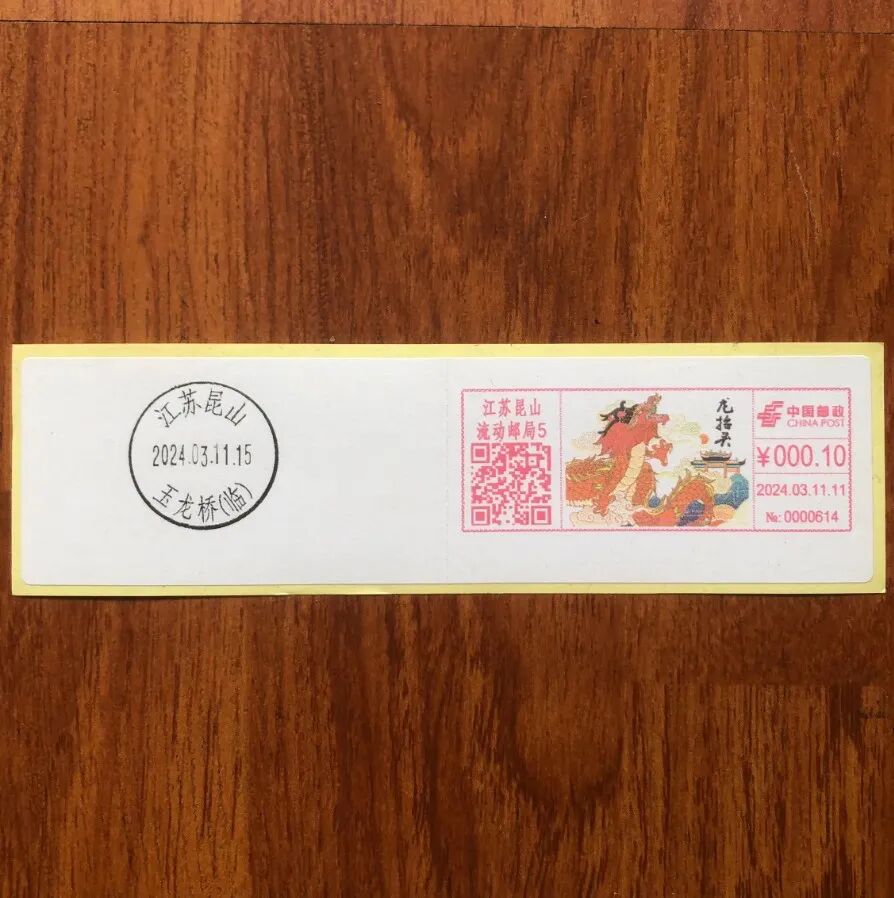 江苏昆山
2024.03.11.15
玉龙桥(临)
江苏昆山
流动邮局5
龙抬头
中国邮政
CHINA POST
¥000.10
2024.03.11.11
№: 0000614